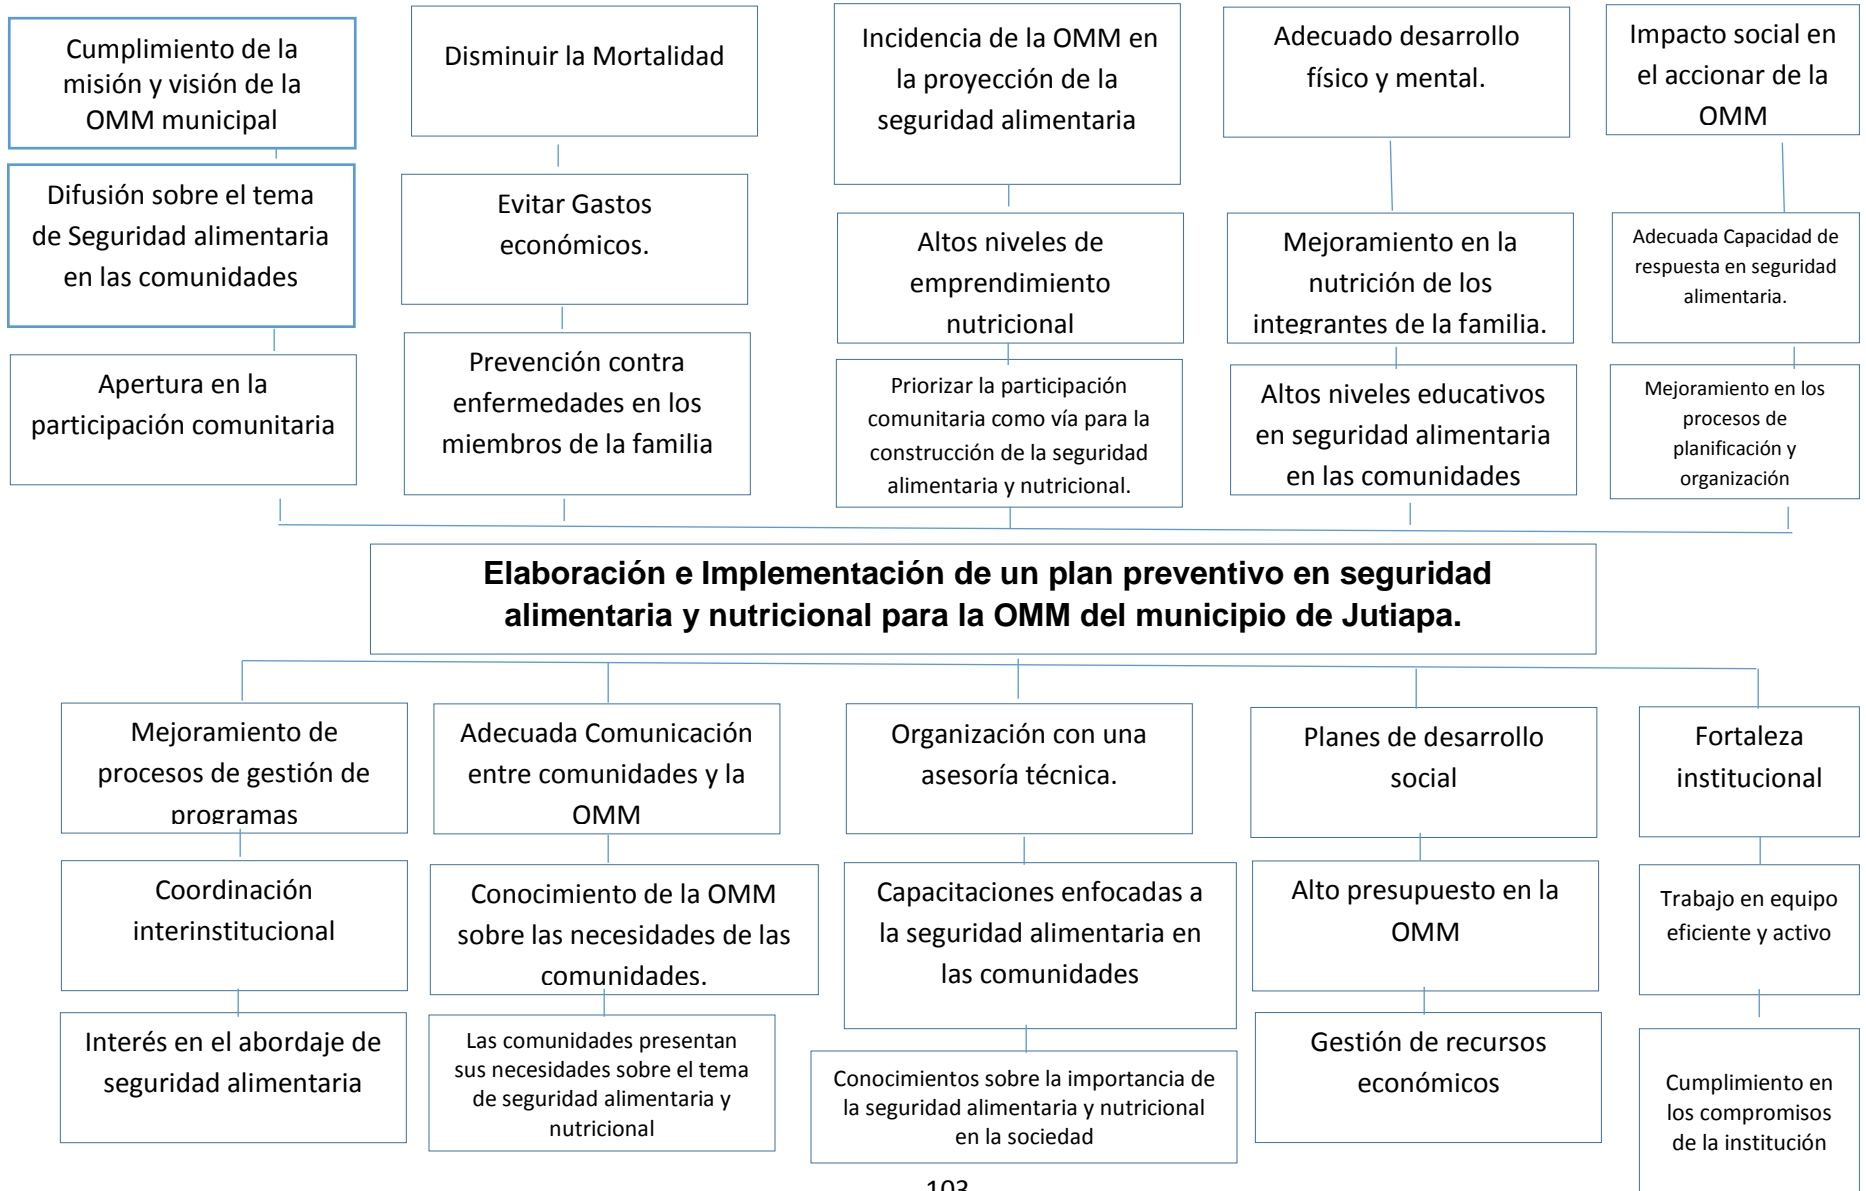 Cumplimiento de la
misión y visión de la
OMM municipal
Disminuir la Mortalidad
Incidencia de la OMM en
la proyección de la
seguridad alimentaria
Adecuado desarrollo
físico y mental.
Impacto social en
el accionar de la
OMM
Difusión sobre el tema
de Seguridad alimentaria
en las comunidades
Evitar Gastos
económicos.
Altos niveles de
emprendimiento
nutricional
Mejoramiento en la
nutrición de los
integrantes de la familia.
Adecuada Capacidad de
respuesta en seguridad
alimentaria.
Apertura en la
participación comunitaria
Prevención contra
enfermedades en los
miembros de la familia
Priorizar la participación
comunitaria como vía para la
construcción de la seguridad
alimentaria y nutricional.
Altos niveles educativos
en seguridad alimentaria
en las comunidades
Mejoramiento en los
procesos de
planificación y
organización
Elaboración e Implementación de un plan preventivo en seguridad
alimentaria y nutricional para la OMM del municipio de Jutiapa.
Mejoramiento de
procesos de gestión de
programas
Adecuada Comunicación
entre comunidades y la
OMM
Organización con una
asesoría técnica.
Planes de desarrollo
social
Fortaleza
institucional
Coordinación
interinstitucional
Conocimiento de la OMM
sobre las necesidades de las
comunidades.
Capacitaciones enfocadas a
la seguridad alimentaria en
las comunidades
Alto presupuesto en la
OMM
Trabajo en equipo
eficiente y activo
Interés en el abordaje de
seguridad alimentaria
Las comunidades presentan
sus necesidades sobre el tema
de seguridad alimentaria y
nutricional
Conocimientos sobre la importancia de
la seguridad alimentaria y nutricional
en la sociedad
Gestión de recursos
económicos
Cumplimiento en
los compromisos
de la institución
103